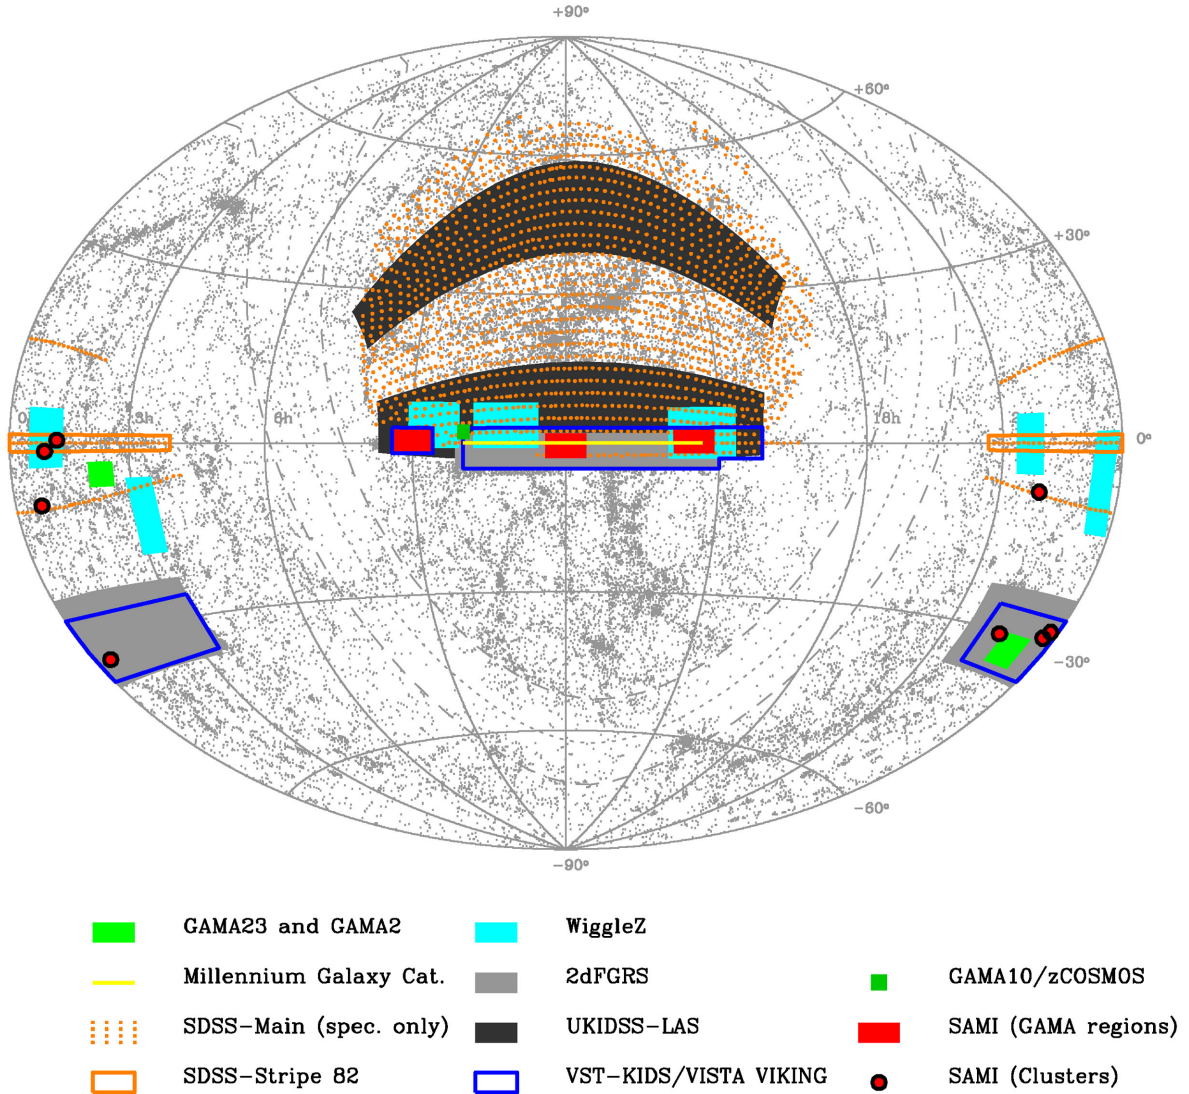 +90°
+60°
+30°
3h
6h
18h
0°
-30°
-60°
-90°
GAMA23 and GAMA2
WiggleZ
Millennium Galaxy Cat.
2dFGRS
GAMA10/zCOSMOS
SDSS-Main (spec. only)
UKIDSS-LAS
SAMI (GAMA regions)
SDSS-Stripe 82
VST-KIDS/VISTA VIKING
SAMI (Clusters)